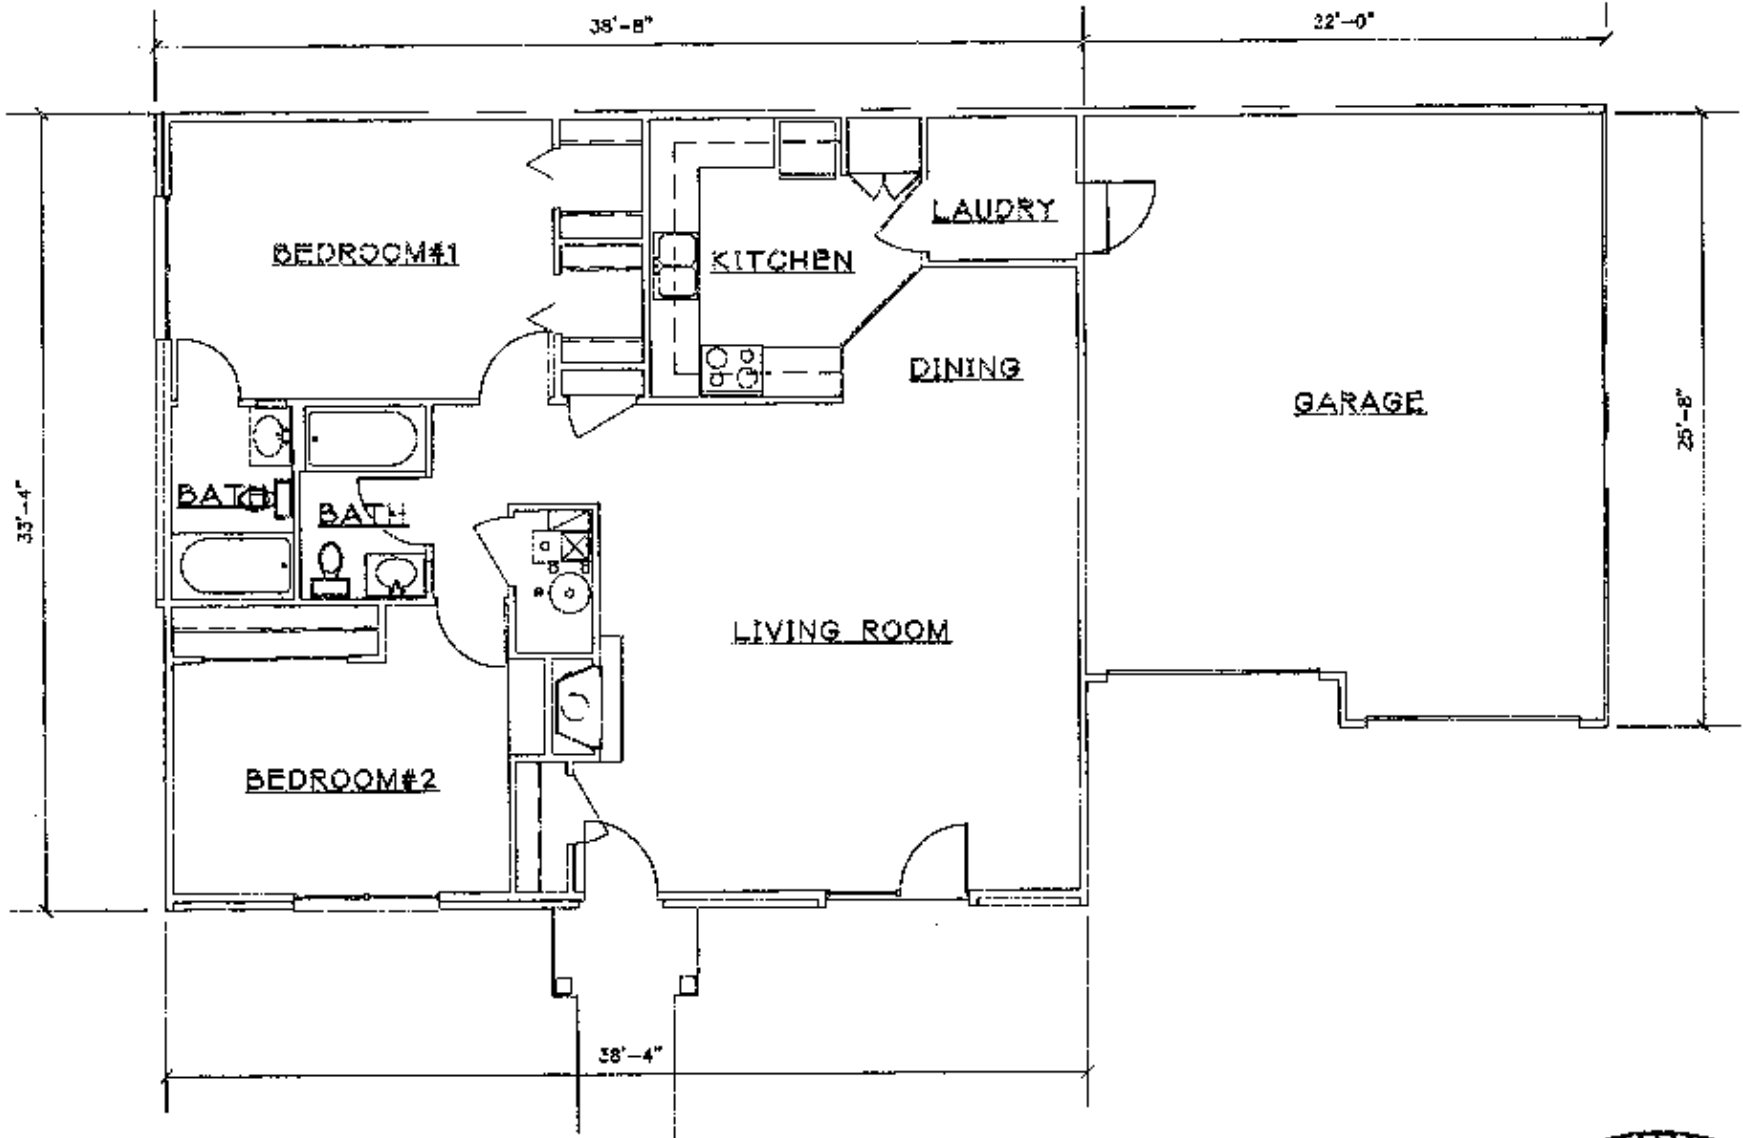 38'-8"
22'-0"
LAUDRY
BEDROOM#1
KITCHEN
DINING
GARAGE
25'-8"
33'-4"
BATH
BATH
LIVING ROOM
BEDROOM#2
38'-4"